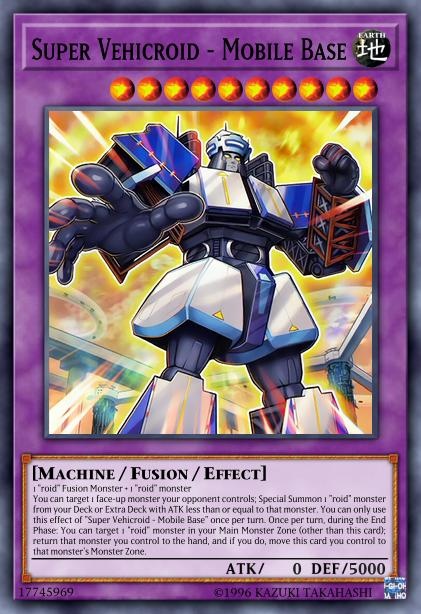 SUPER VEHICROID - MOBILE BASE
EARTH
地
[MACHINE / FUSION / EFFECT]
1 "roid" Fusion Monster + 1 "roid" monster
You can target 1 face-up monster your opponent controls; Special Summon 1 "roid" monster
from your Deck or Extra Deck with ATK less than or equal to that monster. You can only use
this effect of "Super Vehicroid - Mobile Base" once per turn. Once per turn, during the End
Phase: You can target 1 "roid" monster in your Main Monster Zone (other than this card);
return that monster you control to the hand, and if you do, move this card you control to
that monster's Monster Zone.
ATK/ 0 DEF/5000
17745969
©1996 KAZUKI TAKAHASHI